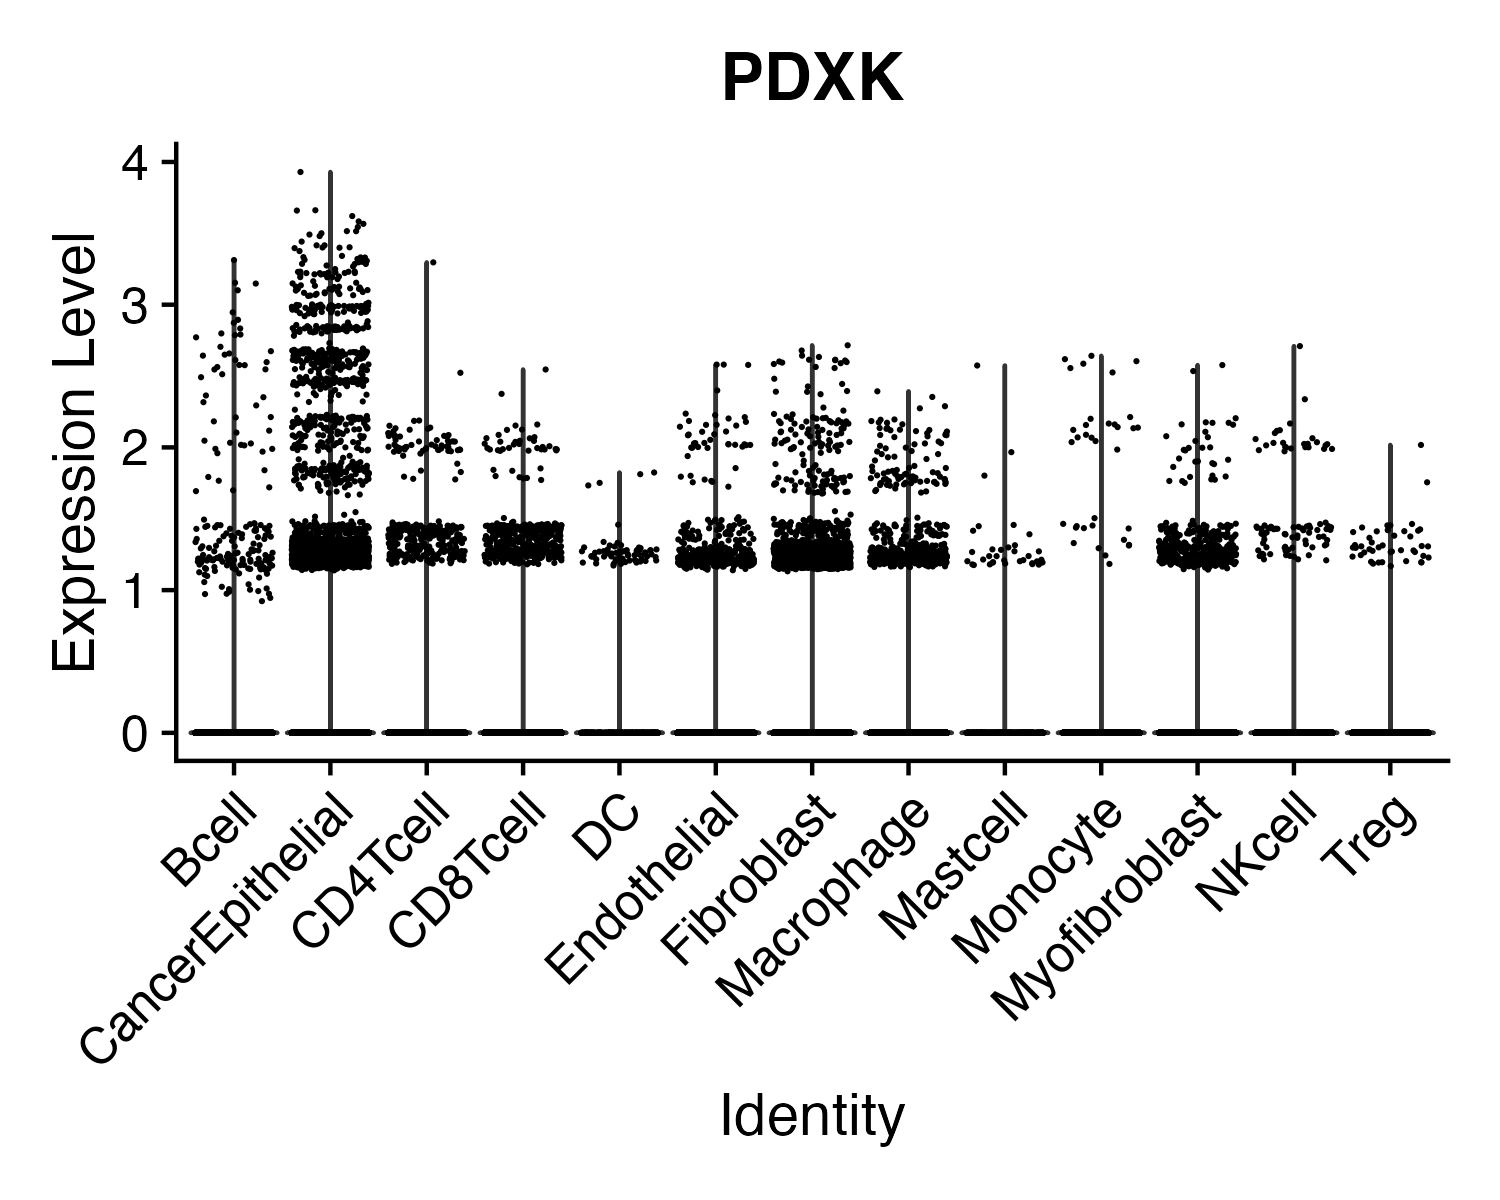 PDXK
Expression Level
4
3
2
1
0
Bcell
CancerEpithelial
CD4Tcell
CD8Tcell
DC
Endothelial
Fibroblast
Macrophage
Mastcell
Monocyte
Myofibroblast
NKcell
Treg
Identity